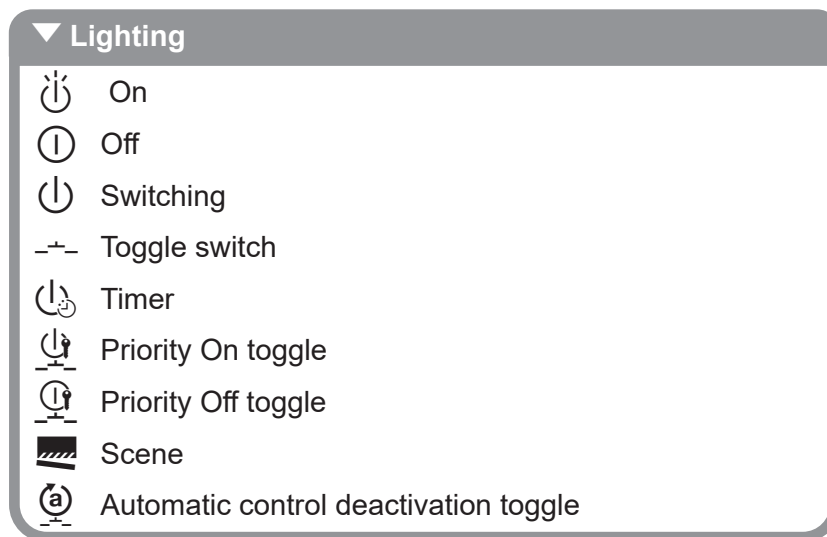 Lighting
On
Off
Switching
Toggle switch
Timer
Priority On toggle
Priority Off toggle
Scene
a Automatic control deactivation toggle